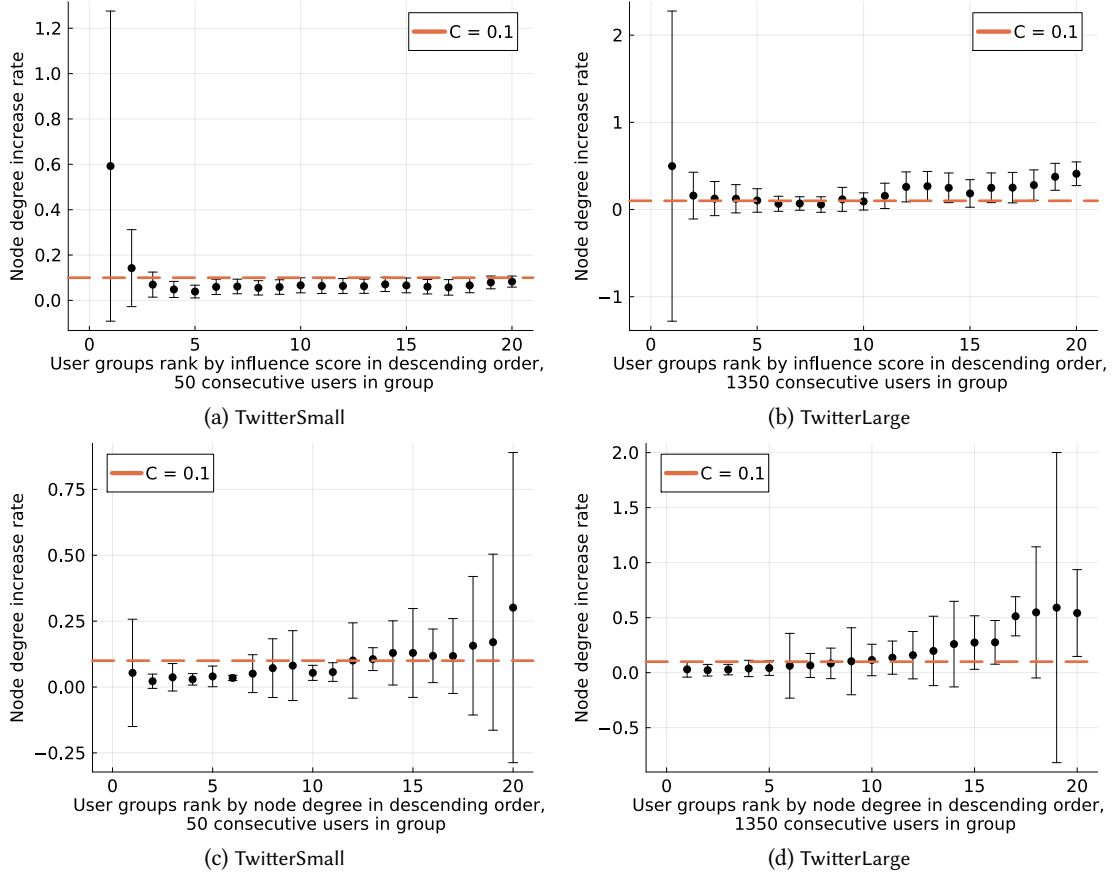 Node degree increase rate
1.2
1.0
0.8
0.6
0.4
0.2
0.0
C = 0.1
0 5 10 15 20
User groups rank by influence score in descending order,
50 consecutive users in group
(a) TwitterSmall
Node degree increase rate
2
1
0
−1
C = 0.1
0 5 10 15 20
User groups rank by influence score in descending order,
1350 consecutive users in group
(b) TwitterLarge
Node degree increase rate
0.75
0.50
0.25
0.00
−0.25
C = 0.1
0 5 10 15 20
User groups rank by node degree in descending order,
50 consecutive users in group
(c) TwitterSmall
Node degree increase rate
2.0
1.5
1.0
0.5
0.0
−0.5
C = 0.1
0 5 10 15 20
User groups rank by node degree in descending order,
1350 consecutive users in group
(d) TwitterLarge